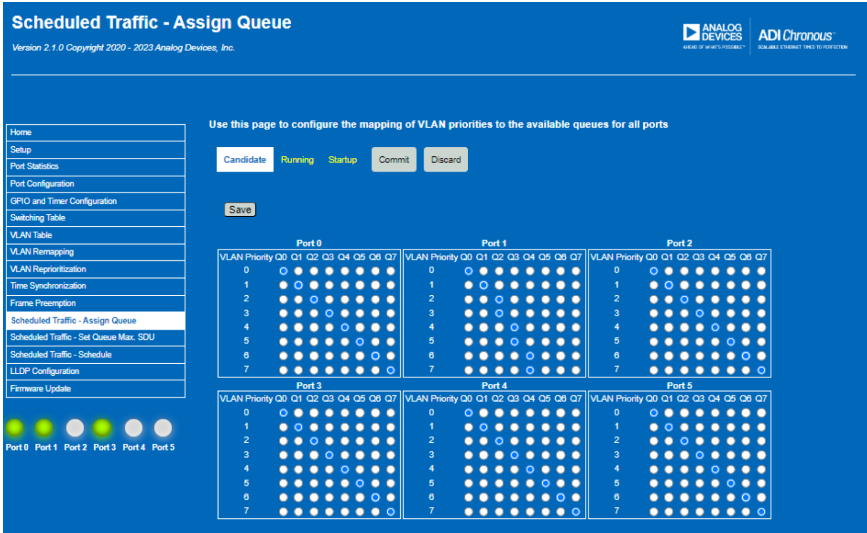 Scheduled Traffic - Assign Queue
Version 2.1.0 Copyright 2020 - 2023 Analog Devices, Inc.
ANALOG
DEVICES
AHEAD OF WHAT'S POSSIBLE™
ADI Chronous™
SCALABLE ETHERNET TIMED TO PERFECTION
Home
Setup
Port Statistics
Port Configuration
GPIO and Timer Configuration
Switching Table
VLAN Table
VLAN Remapping
VLAN Reprioritization
Time Synchronization
Frame Preemption
Scheduled Traffic - Assign Queue
Scheduled Traffic - Set Queue Max. SDU
Scheduled Traffic - Schedule
LLDP Configuration
Firmware Update
Port 0 Port 1 Port 2 Port 3 Port 4 Port 5
Use this page to configure the mapping of VLAN priorities to the available queues for all ports
Candidate Running Startup Commit Discard
Save
Port 0 Port 1 Port 2
VLAN Priority Q0 Q1 Q2 Q3 Q4 Q5 Q6 Q7 VLAN Priority Q0 Q1 Q2 Q3 Q4 Q5 Q6 Q7 VLAN Priority Q0 Q1 Q2 Q3 Q4 Q5 Q6 Q7
0 0 0
1 1 1
2 2 2
3 3 3
4 4 4
5 5 5
6 6 6
7 7 7
Port 3 Port 4 Port 5
VLAN Priority Q0 Q1 Q2 Q3 Q4 Q5 Q6 Q7 VLAN Priority Q0 Q1 Q2 Q3 Q4 Q5 Q6 Q7 VLAN Priority Q0 Q1 Q2 Q3 Q4 Q5 Q6 Q7
0 0 0
1 1 1
2 2 2
3 3 3
4 4 4
5 5 5
6 6 6
7 7 7